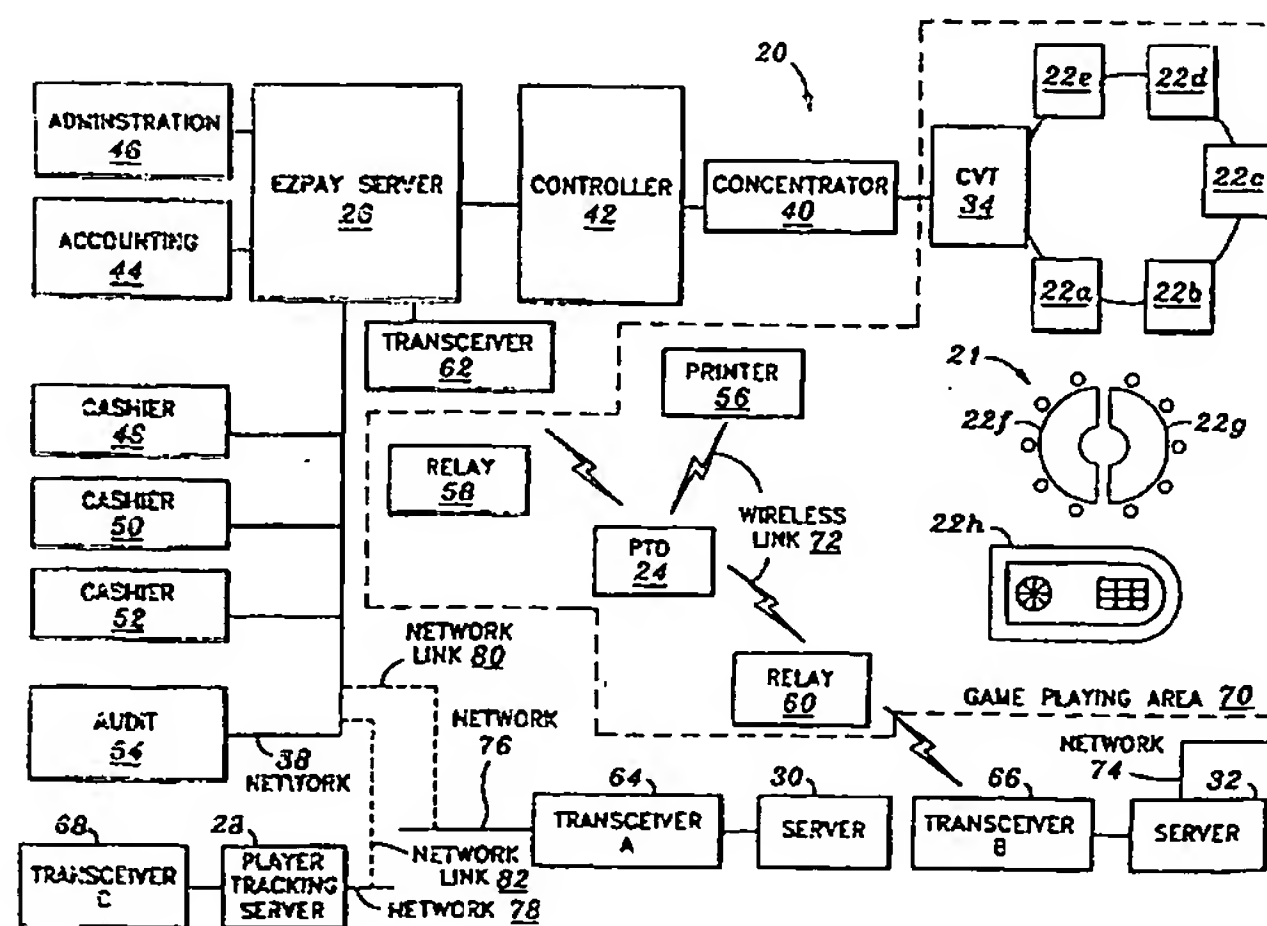 20
22e
22d
ADMINSTRATION
46
EZPAY SERVER
26
CONTROLLER
42
CONCENTRATOR
40
CVT
34
22c
ACCOUNTING
44
22a
22b
TRANSCEIVER
62
PRINTER
56
21
CASHIER
48
22f
22g
RELAY
58
CASHIER
50
WIRELESS
LINK 72
22h
PTD
24
CASHIER
52
NETWORK
LINK 80
RELAY
60
GAME PLAYING AREA 70
AUDIT
54
38
NETWORK
NETWORK
76
NETWORK
74
64
30
66
32
TRANSCEIVER
A
SERVER
TRANSCEIVER
B
SERVER
68
28
TRANSCEIVER
C
PLAYER
TRACKING
SERVER
NETWORK
LINK 82
NETWORK 78